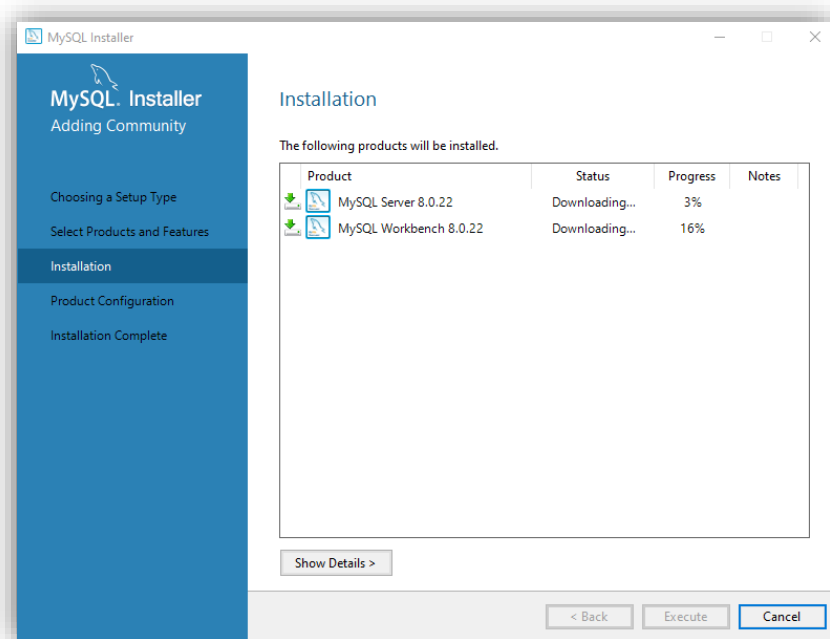 MySQL Installer
MySQL. Installer
Adding Community
Choosing a Setup Type
Select Products and Features
Installation
Product Configuration
Installation Complete
Installation
The following products will be installed.
Product Status Progress Notes
MySQL Server 8.0.22 Downloading... 3%
MySQL Workbench 8.0.22 Downloading... 16%
Show Details >
< Back Execute Cancel